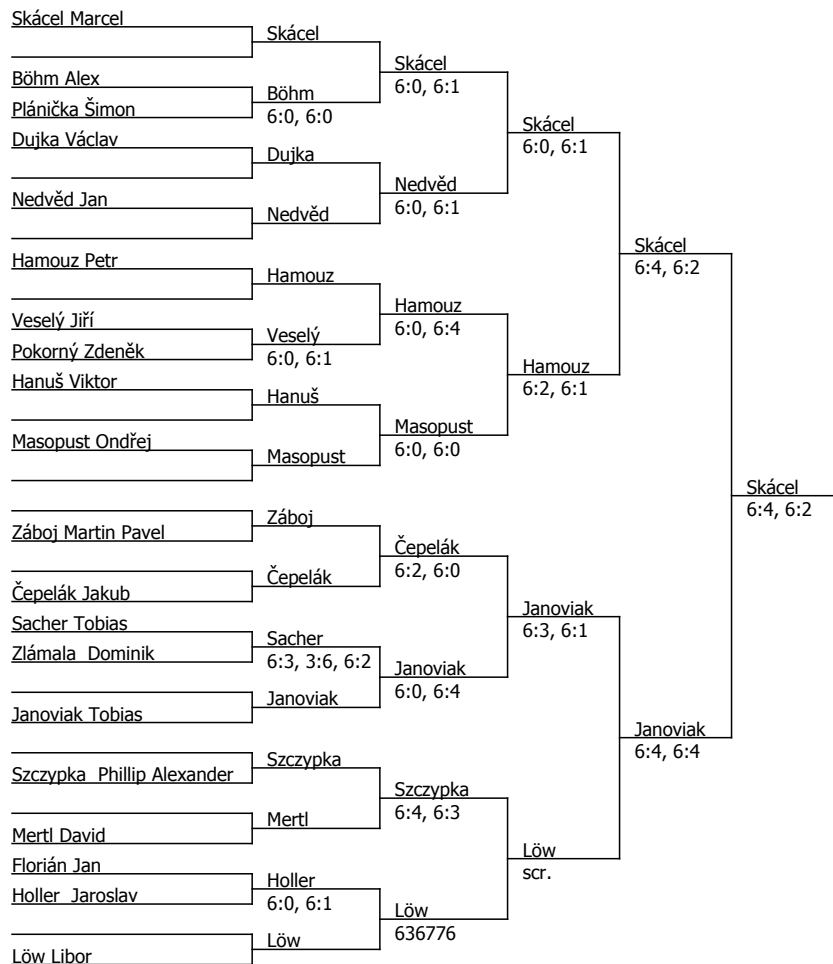 Skácel Marcel
Skácel
Skácel
6:0, 6:1
Böhm Alex
Böhm
Plánička Šimon
6:0, 6:0
Skácel
6:0, 6:1
Dujka Václav
Dujka
Nedvěd
6:0, 6:1
Nedvěd Jan
Nedvěd
Skácel
6:4, 6:2
Hamouz Petr
Hamouz
Hamouz
6:0, 6:4
Veselý Jiří
Veselý
Pokorný Zdeněk
6:0, 6:1
Hamouz
6:2, 6:1
Hanuš Viktor
Hanuš
Masopust
6:0, 6:0
Masopust Ondřej
Masopust
Skácel
6:4, 6:2
Záboj
Záboj Martin Pavel
Čepelák
6:2, 6:0
Čepelák
Čepelák Jakub
Janoviak
6:3, 6:1
Sacher Tobias
Sacher
Zlámala  Dominik
6:3, 3:6, 6:2
Janoviak
6:0, 6:4
Janoviak
Janoviak Tobias
Janoviak
6:4, 6:4
Szczypka
Szczypka  Phillip Alexander
Szczypka
6:4, 6:3
Mertl
Mertl David
Löw
scr.
Florián Jan
Holler
Holler  Jaroslav
6:0, 6:1
Löw
636776
Löw
Löw Libor